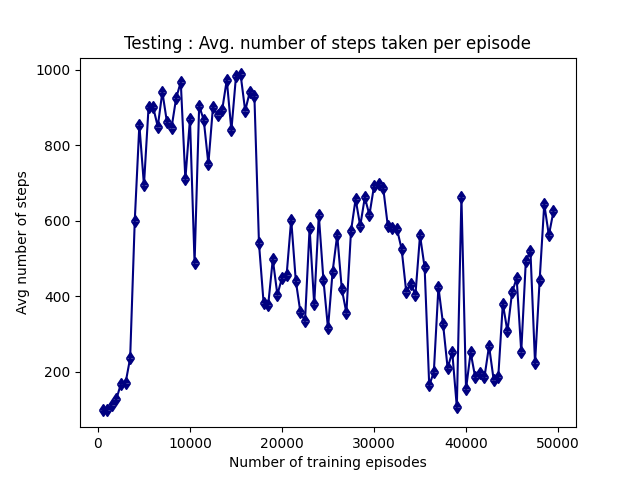 Testing : Avg. number of steps taken per episode
1000
800
600
400
200
Avg number of steps
0 10000 20000 30000 40000 50000
Number of training episodes